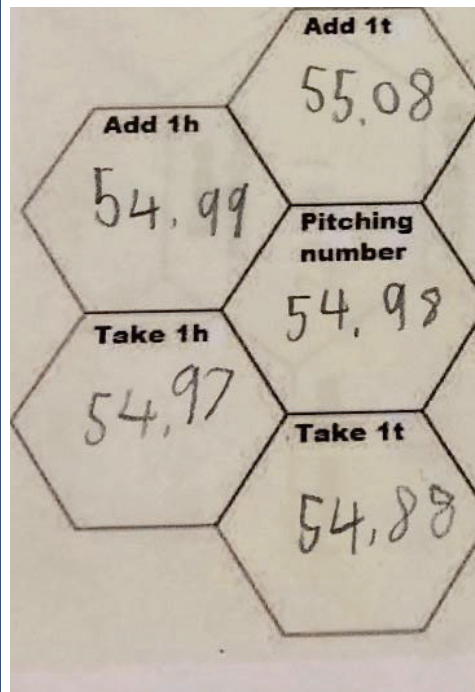 Add 1t
55.08
Add 1h
54.99
Pitching
number
54.98
Take 1h
54.97
Take 1t
54.88